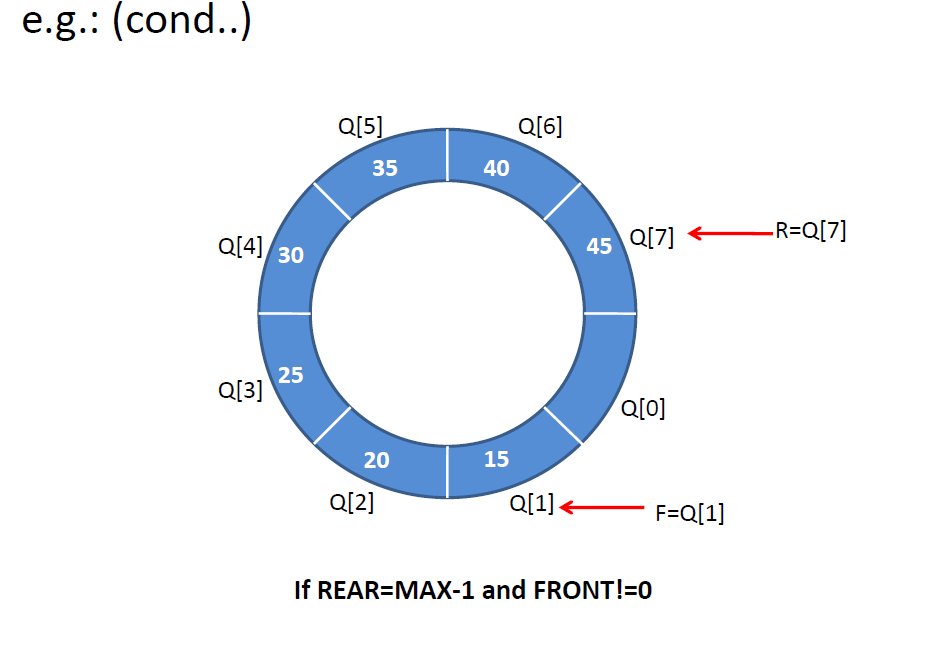 e.g.: (cond..)
Q[5]
Q[6]
35
40
Q[4]
30
45
Q[7]
R=Q[7]
Q[3]
25
Q[0]
20
15
Q[2]
Q[1]
F=Q[1]
If REAR=MAX-1 and FRONT!=0